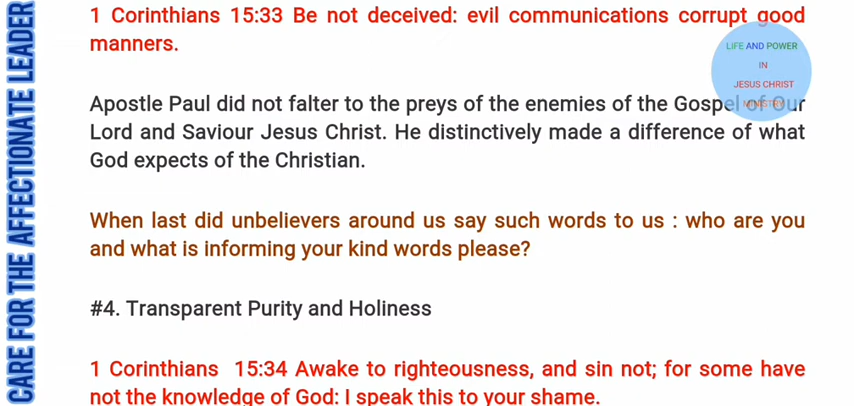 CARE FOR THE AFFECTIONATE LEADER
1 Corinthians 15:33 Be not deceived: evil communications corrupt good
manners.
LIFE AND POWER
IN
JESUS CHRIST
MINISTRY
Apostle Paul did not falter to the preys of the enemies of the Gospel of Our
Lord and Saviour Jesus Christ. He distinctively made a difference of what
God expects of the Christian.
When last did unbelievers around us say such words to us : who are you
and what is informing your kind words please?
#4. Transparent Purity and Holiness
1 Corinthians 15:34 Awake to righteousness, and sin not; for some have
not the knowledge of God: I speak this to your shame.